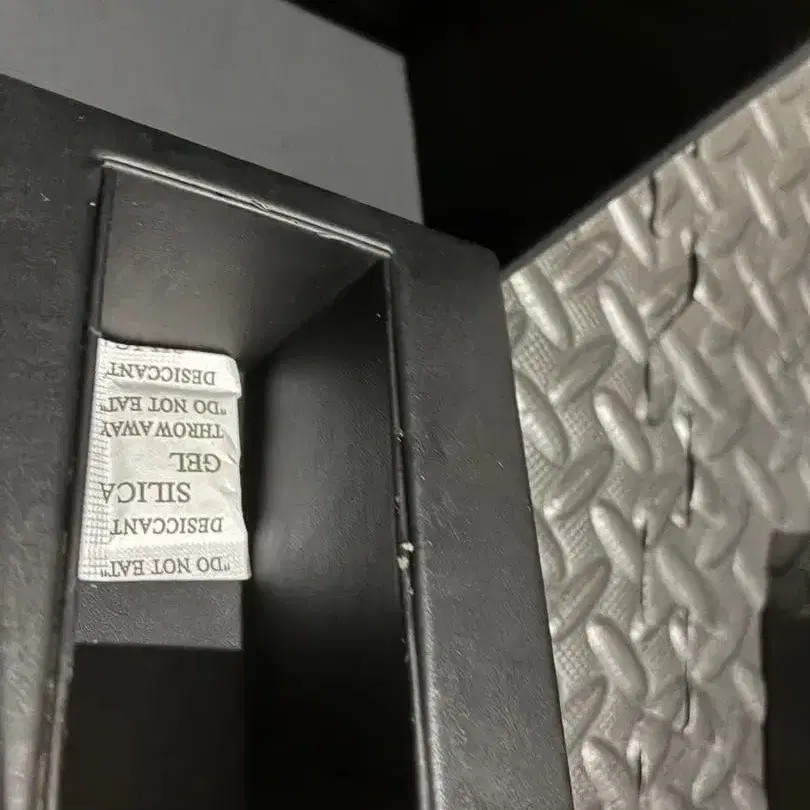 "DO NOT EAT"
DESICCANT
SILICA
GEL
THROW AWAY
"DO NOT EAT"
DESICCANT